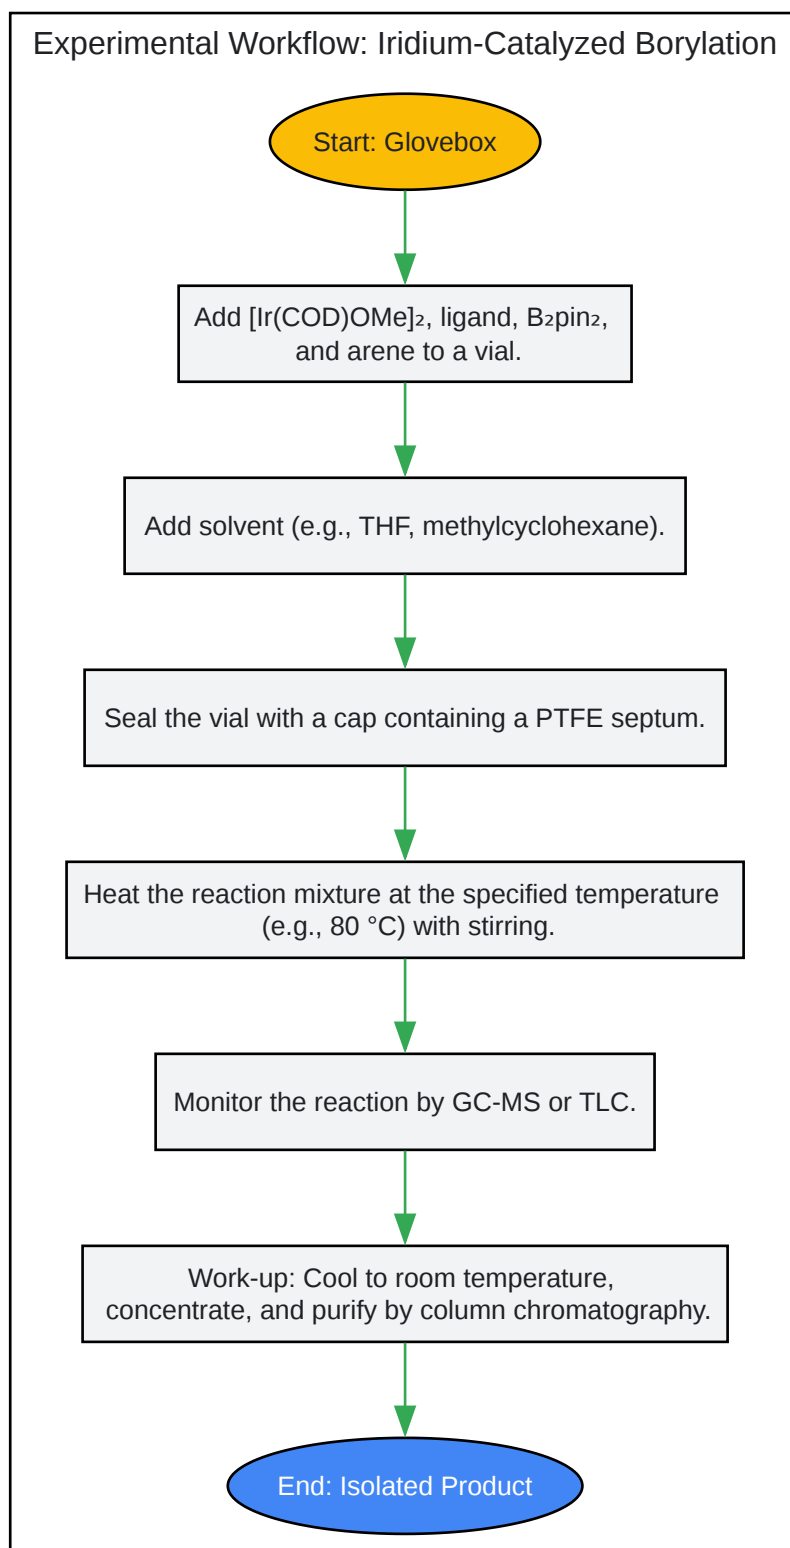 Experimental Workflow: Iridium-Catalyzed Borylation
Start: Glovebox
Add [Ir(COD)OMe]₂, ligand, B₂pin₂,
and arene to a vial.
Add solvent (e.g., THF, methylcyclohexane).
Seal the vial with a cap containing a PTFE septum.
Heat the reaction mixture at the specified temperature
(e.g., 80 °C) with stirring.
Monitor the reaction by GC-MS or TLC.
Work-up: Cool to room temperature,
concentrate, and purify by column chromatography.
End: Isolated Product